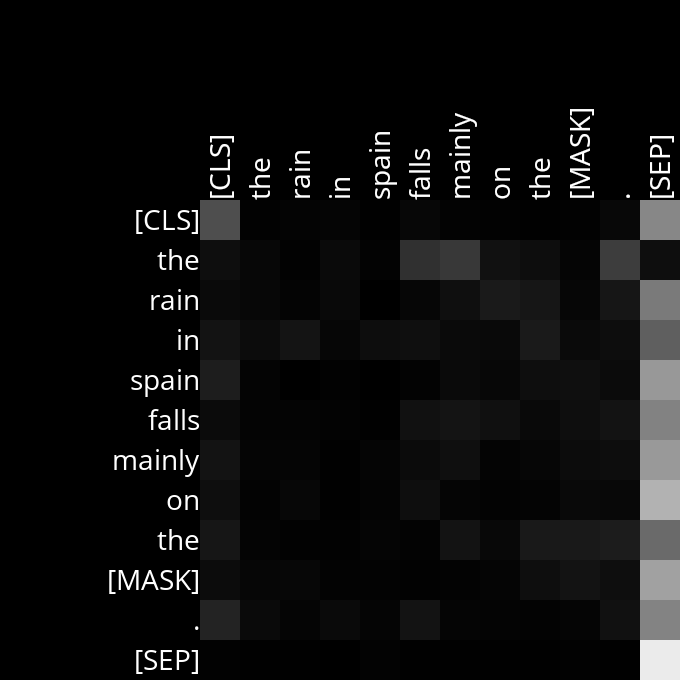 [CLS] the rain in spain falls mainly on the [MASK] . [SEP]
[CLS]
the
rain
in
spain
falls
mainly
on
the
[MASK]
.
[SEP]